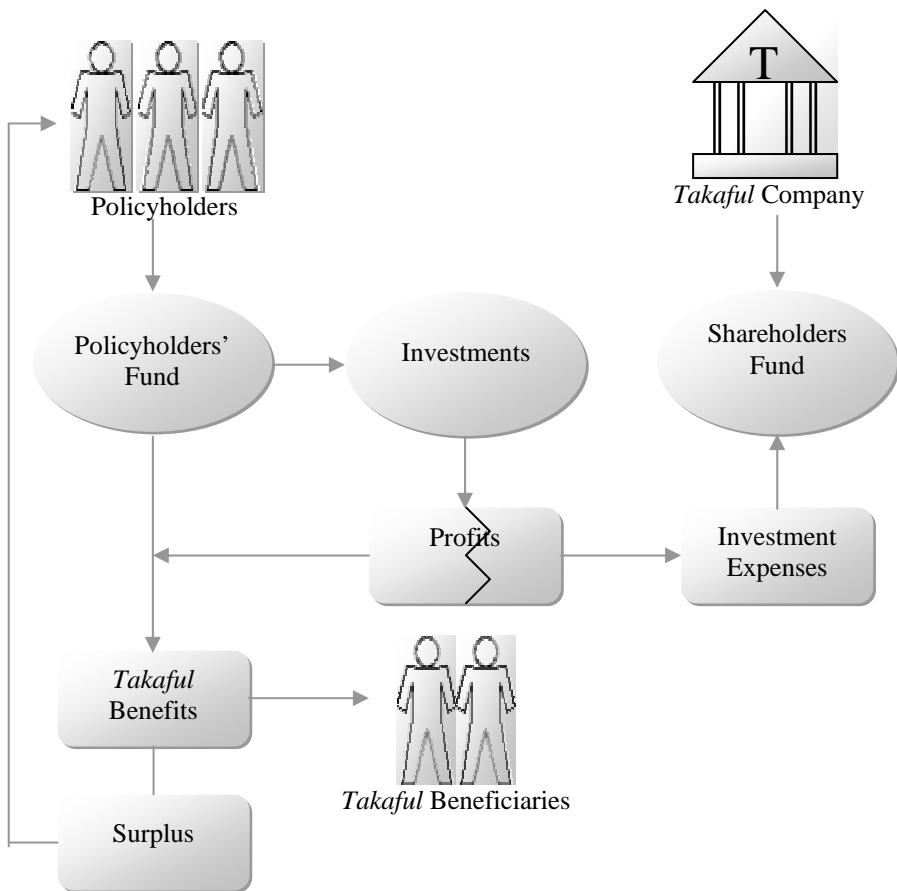 T
Policyholders
Takaful Company
Policyholders’
Fund
Investments
Shareholders
Fund
Profits
Investment
Expenses
Takaful
Benefits
Takaful Beneficiaries
Surplus